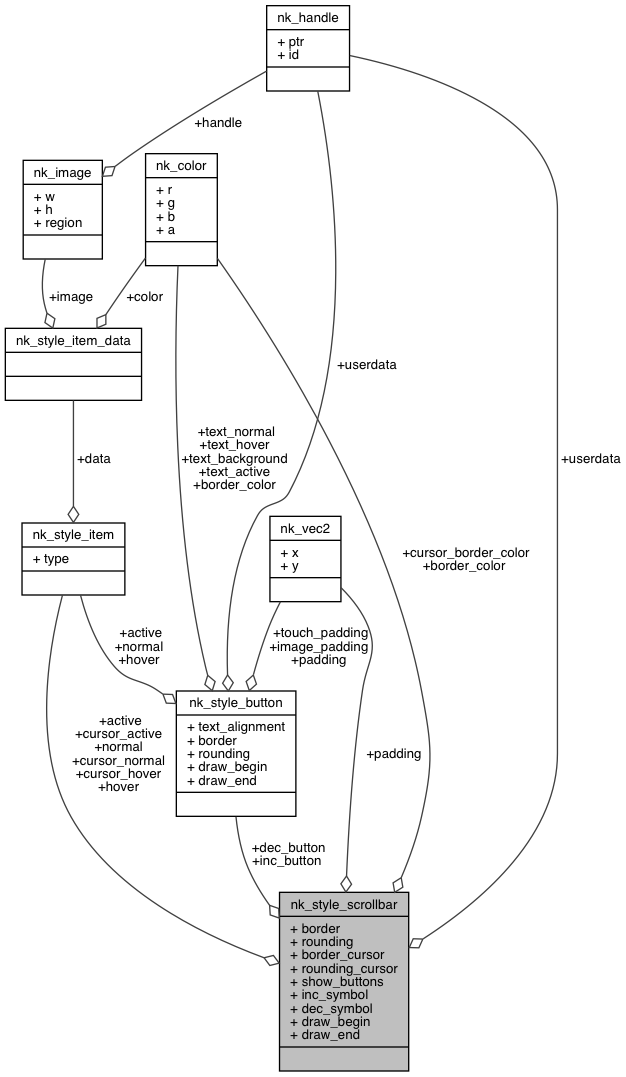 nk_handle
+ ptr
+ id
+handle
nk_image
+ w
+ h
+ region
nk_color
+ r
+ g
+ b
+ a
+image
+color
nk_style_item_data
+userdata
+text_normal
+text_hover
+text_background
+text_active
+border_color
+data
+userdata
nk_style_item
+ type
nk_vec2
+ x
+ y
+cursor_border_color
+border_color
+active
+normal
+hover
+touch_padding
+image_padding
+padding
nk_style_button
+ text_alignment
+ border
+ rounding
+ draw_begin
+ draw_end
+active
+cursor_active
+normal
+cursor_normal
+cursor_hover
+hover
+padding
+dec_button
+inc_button
nk_style_scrollbar
+ border
+ rounding
+ border_cursor
+ rounding_cursor
+ show_buttons
+ inc_symbol
+ dec_symbol
+ draw_begin
+ draw_end